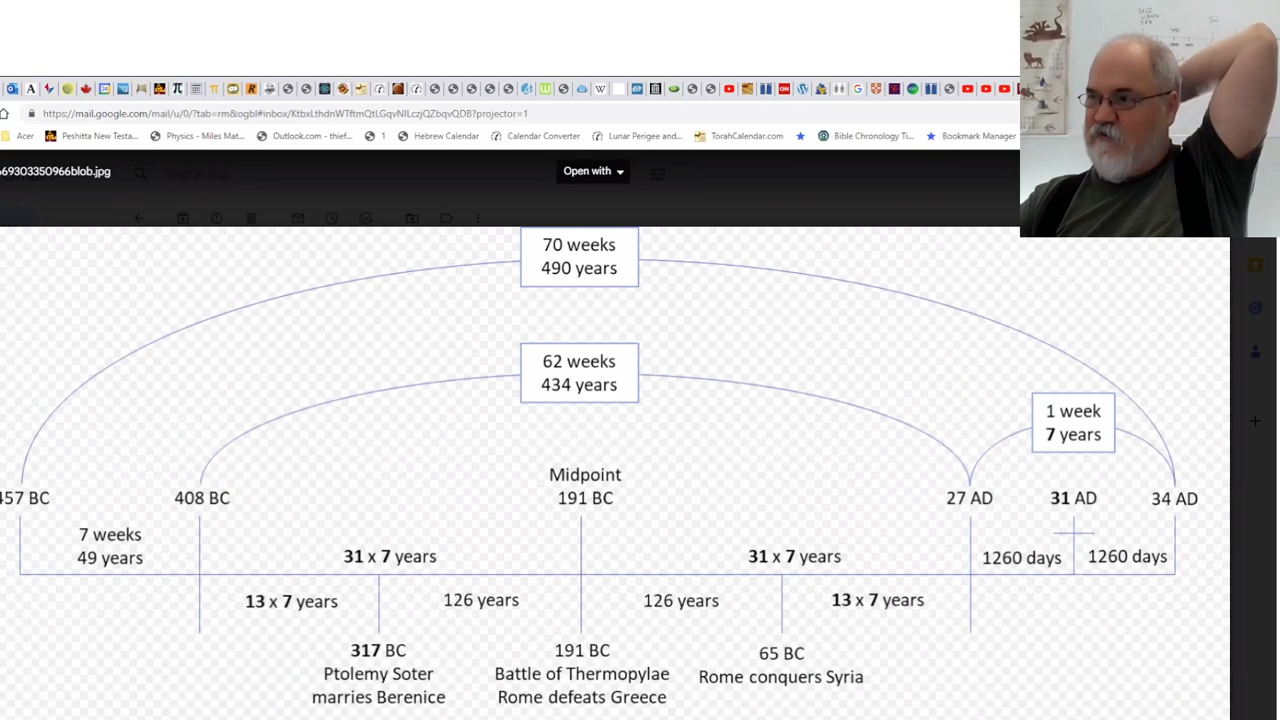 https://mail.google.com/mail/u/0/?tab=rm&ogbl#inbox/KtbxLthdnWTftmQtLGqvNlLczjQZbqvQDB?projector=1
Acer
Peshitta New Testa...
Physics - Miles Mat...
Outlook.com - thief...
1
Hebrew Calendar
Calendar Converter
Lunar Perigee and...
TorahCalendar.com
Bible Chronology Ti...
Bookmark Manager
69303350966blob.jpg
Open with
70 weeks
490 years
62 weeks
434 years
1 week
7 years
Midpoint
457 BC
408 BC
191 BC
27 AD
31 AD
34 AD
7 weeks
49 years
31 x 7 years
31 x 7 years
1260 days
1260 days
13 x 7 years
126 years
126 years
13 x 7 years
317 BC
Ptolemy Soter
marries Berenice
191 BC
Battle of Thermopylae
Rome defeats Greece
65 BC
Rome conquers Syria